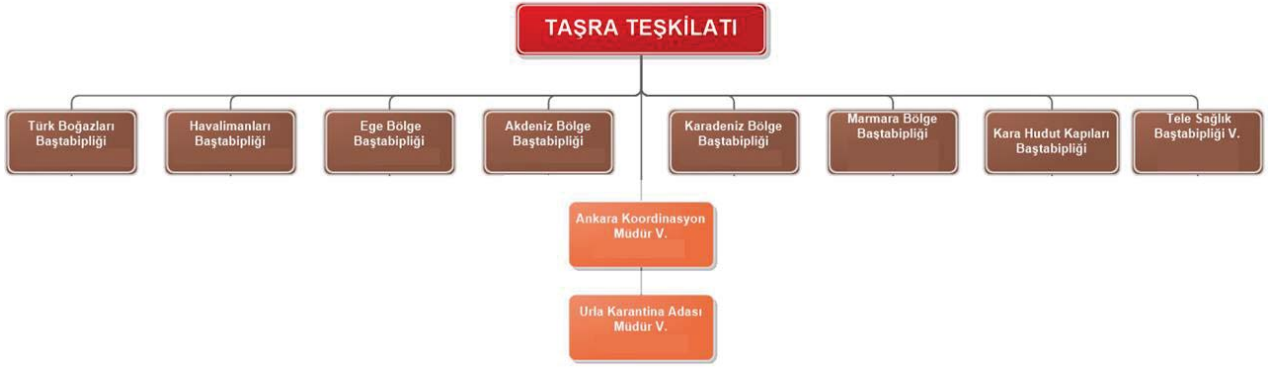 TAŞRA TEŞKİLATI
Türk Boğazları
Baştabipliği
Havalimanları
Baştabipliği
Ege Bölge
Baştabipliği
Akdeniz Bölge
Baştabipliği
Karadeniz Bölge
Baştabipliği
Marmara Bölge
Baştabipliği
Kara Hudut Kapıları
Baştabipliği
Tele Sağlık
Baştabipliği V.
Ankara Koordinasyon
Müdür V.
Urla Karantina Adası
Müdür V.